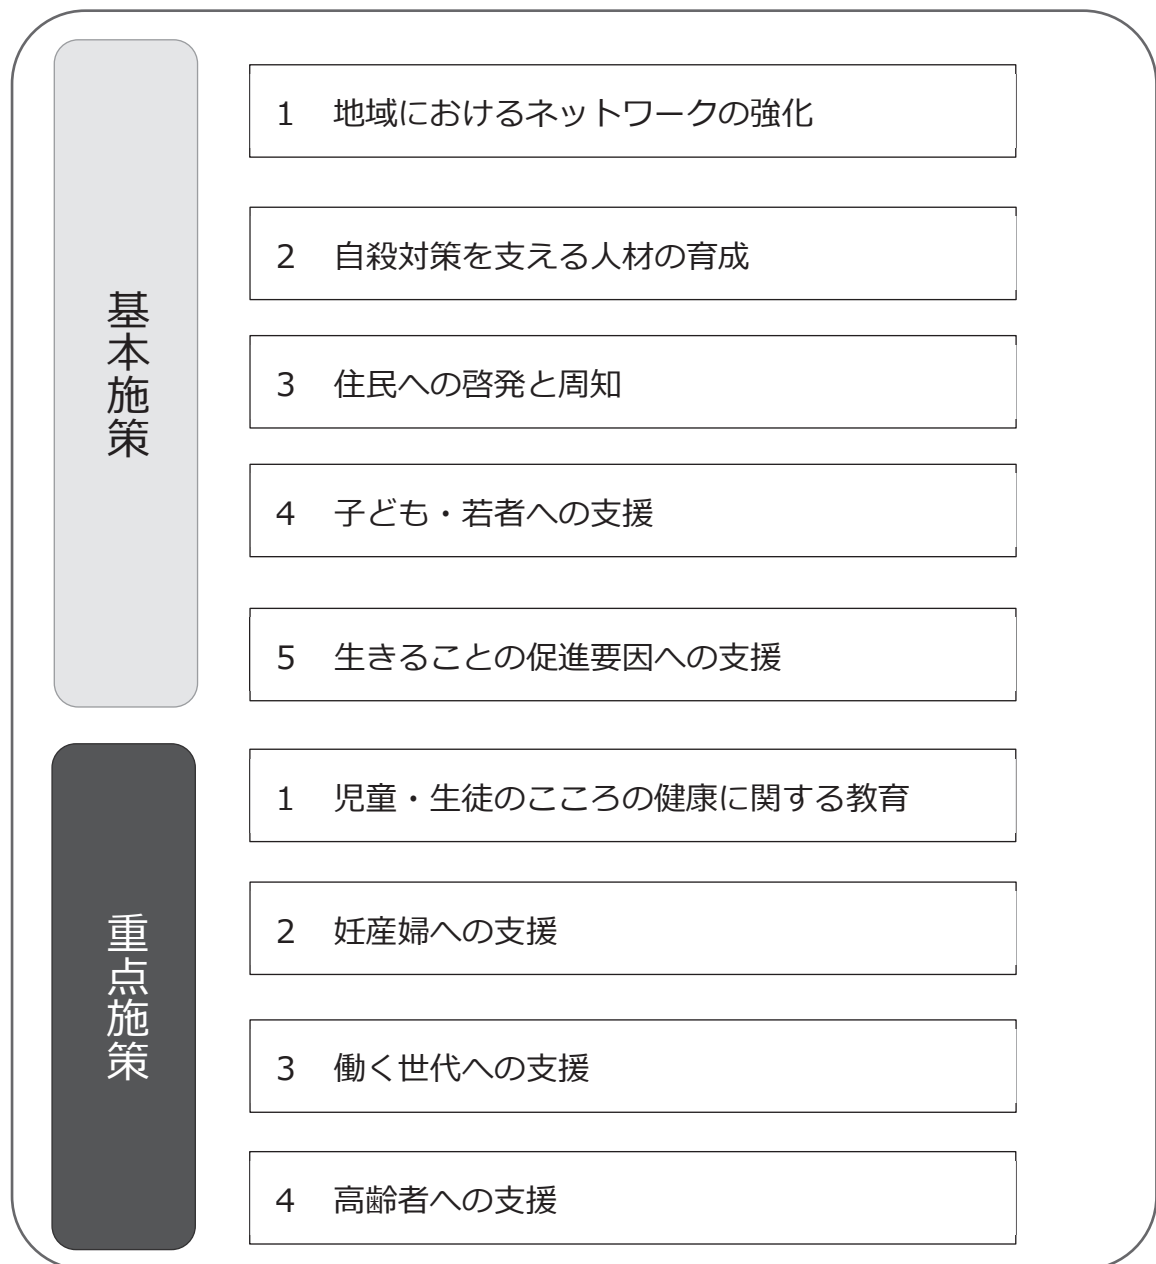 基本施策
1 地域におけるネットワークの強化
2 自殺対策を支える人材の育成
3 住民への啓発と周知
4 子ども・若者への支援
5 生きることの促進要因への支援
重点施策
1 児童・生徒のこころの健康に関する教育
2 妊産婦への支援
3 働く世代への支援
4 高齢者への支援